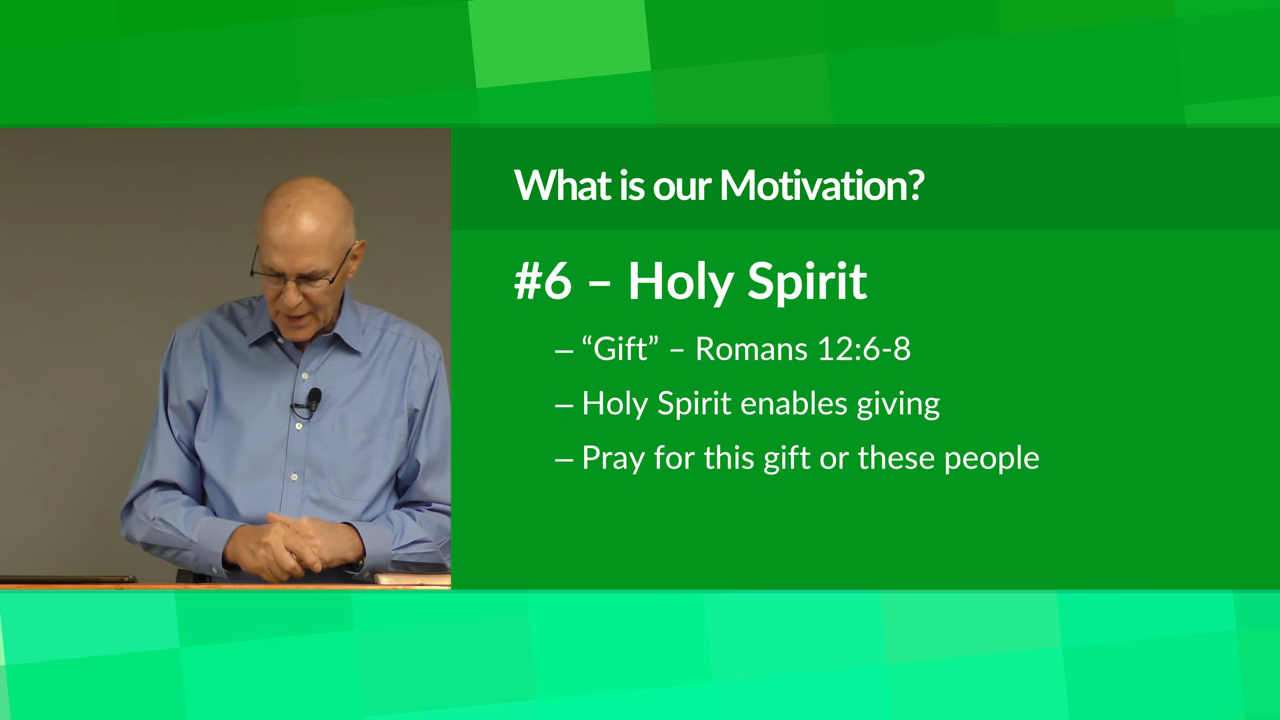 What is our Motivation?
#6 – Holy Spirit
– “Gift” – Romans 12:6-8
– Holy Spirit enables giving
– Pray for this gift or these people